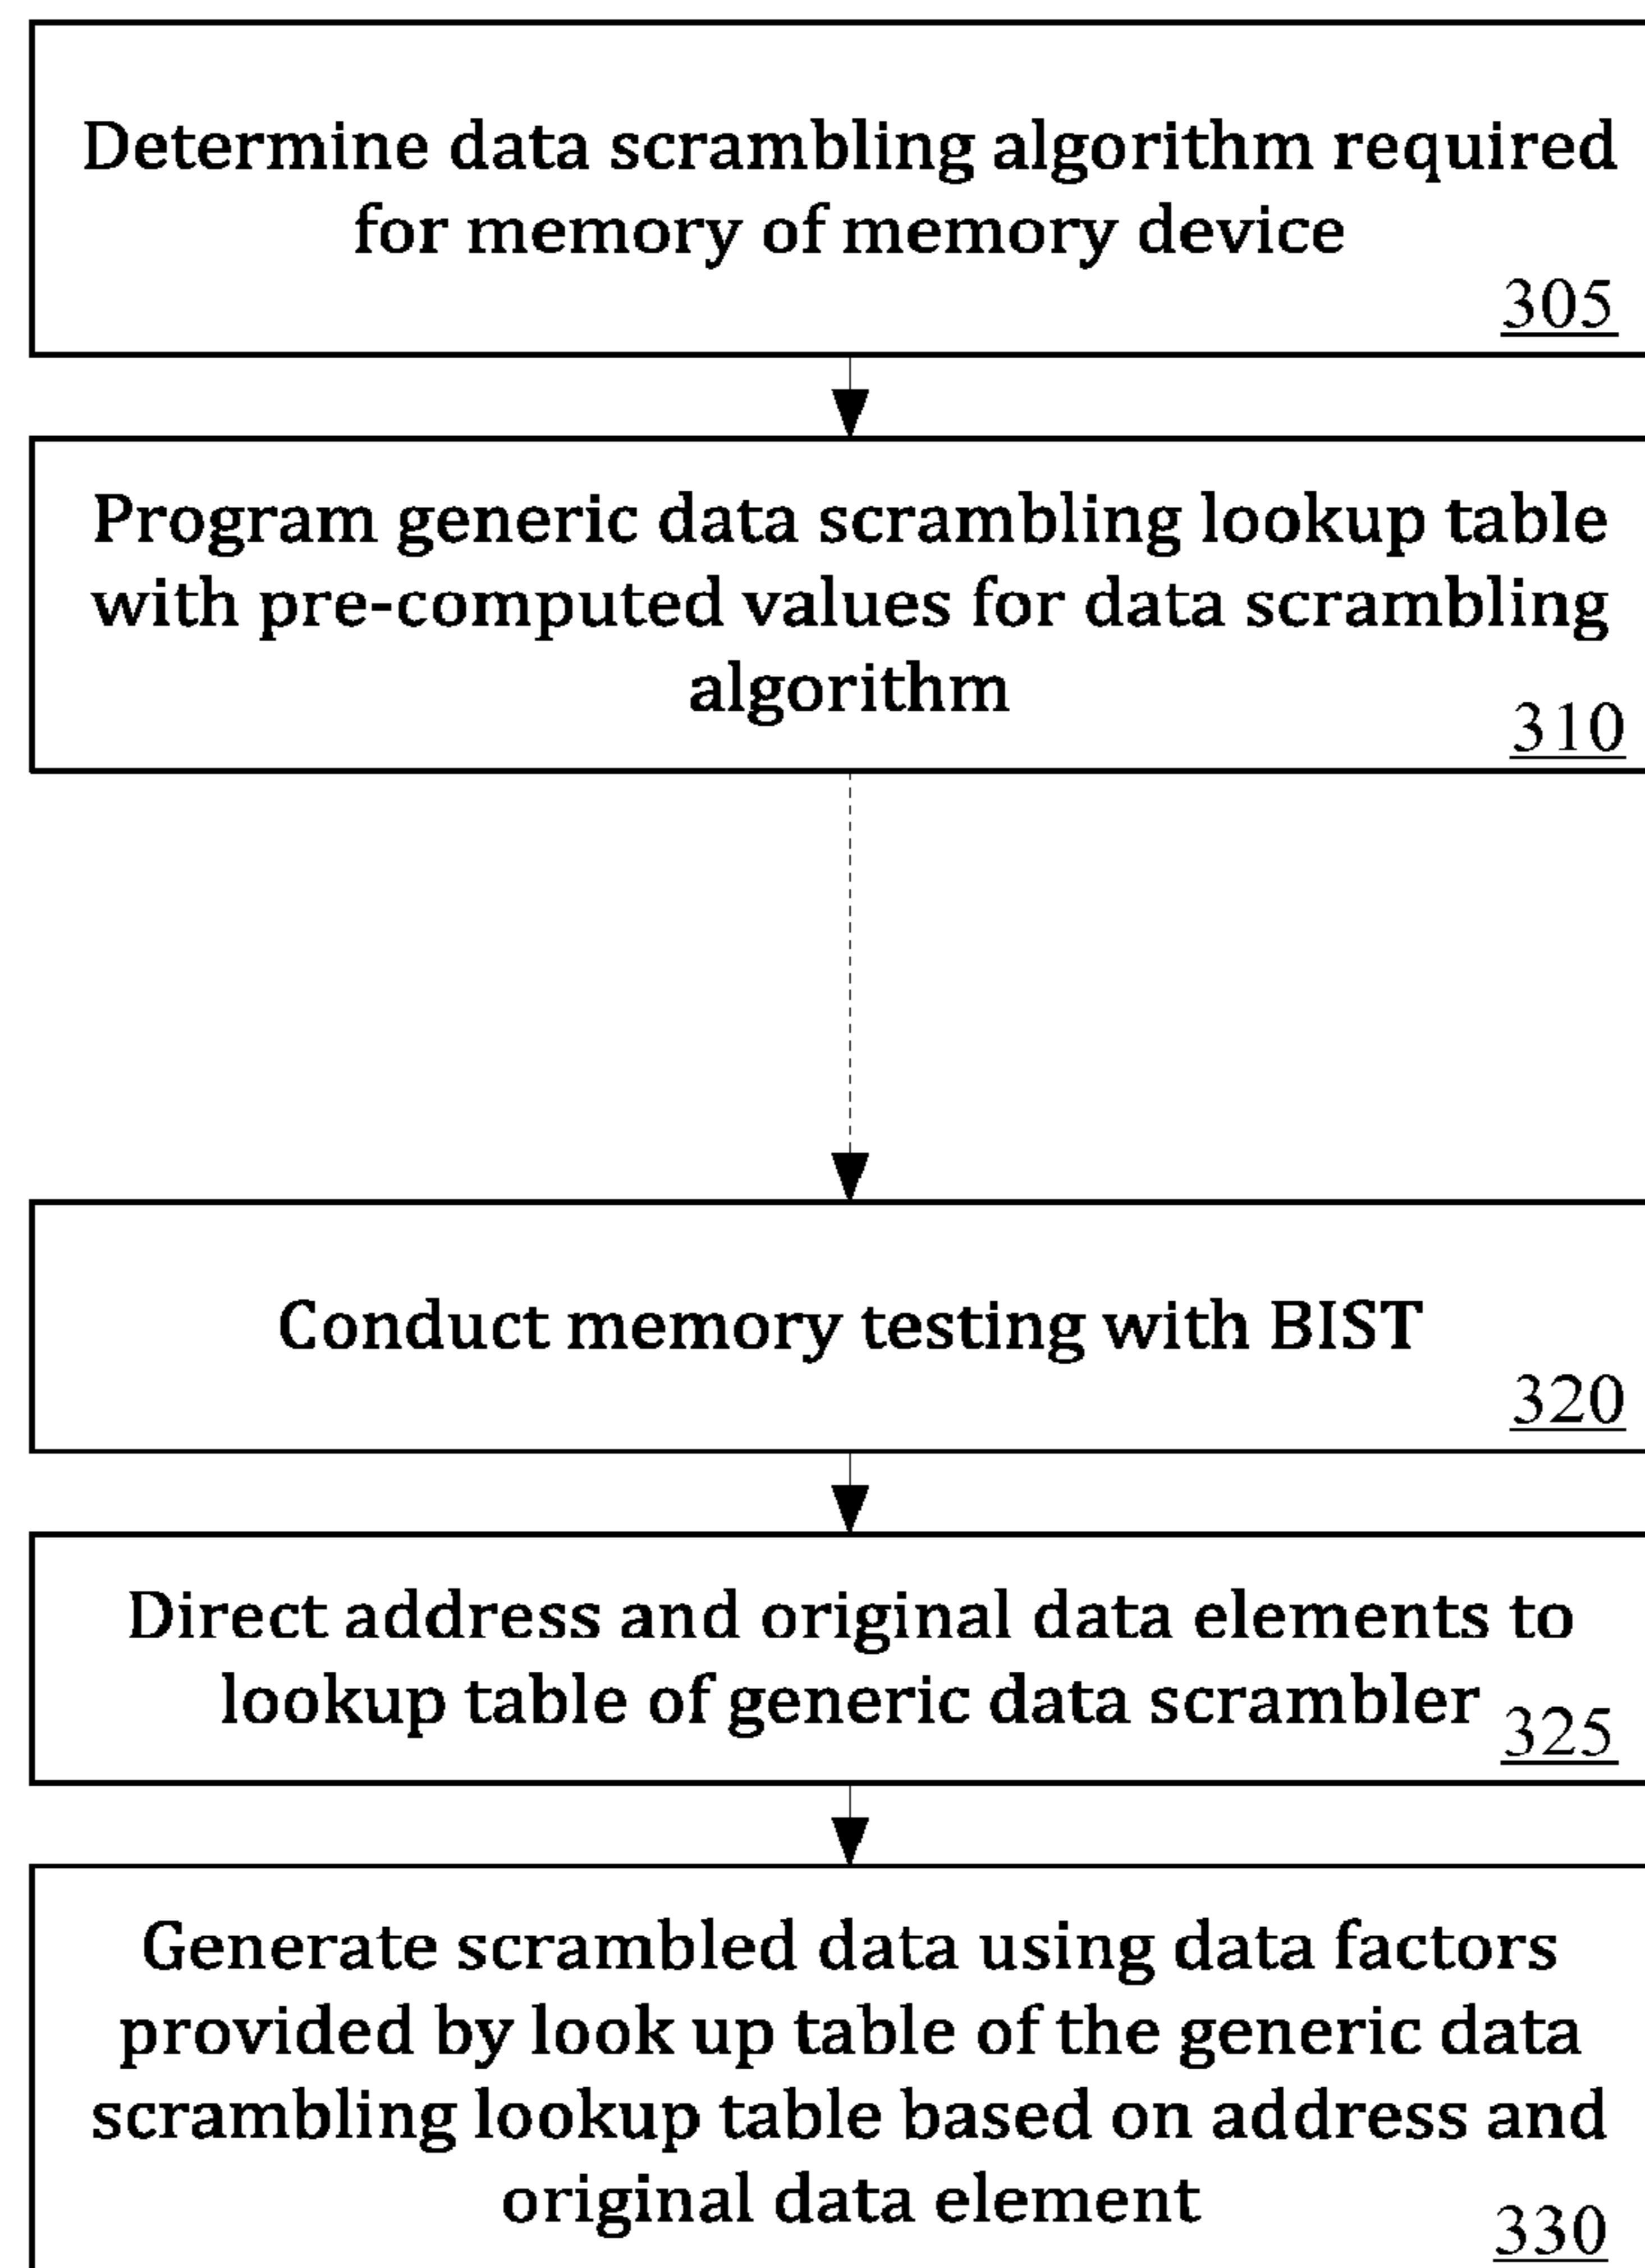 Determine data scrambling algorithm required
for memory of memory device
305
Program generic data scrambling lookup table
with pre-computed values for data scrambling
algorithm
310
Conduct memory testing with BIST
320
Direct address and original data elements to
lookup table of generic data scrambler
325
Generate scrambled data using data factors
provided by look up table of the generic data
scrambling lookup table based on address and
original data element
330